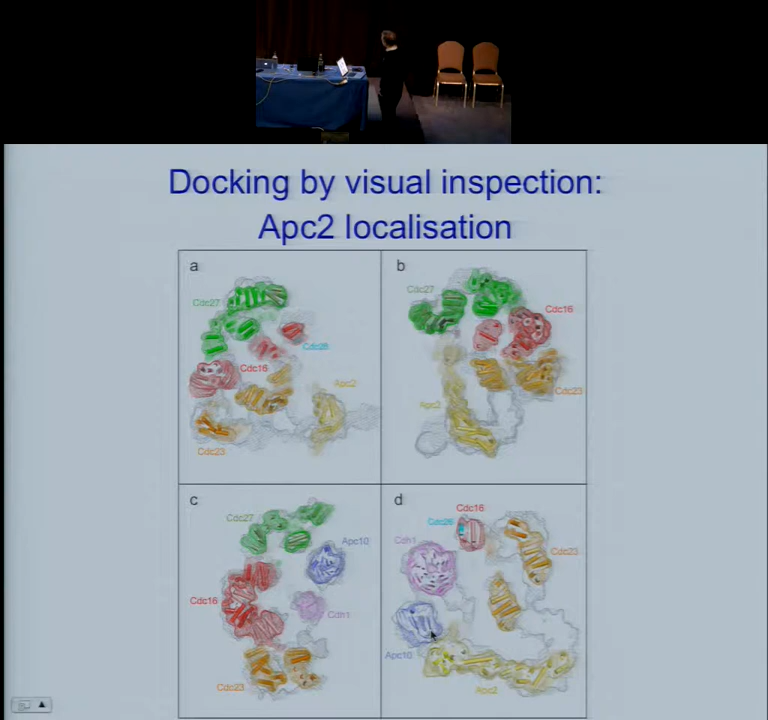 Docking by visual inspection:
Apc2 localisation
a
Cdc27
Cdc26
Cdc16
Apc2
Cdc23
b
Cdc27
Cdc16
Cdc23
Apc2
c
Cdc27
Apc10
Cdc16
Cdh1
Cdc23
d
Cdc16
Cdc26
Cdh1
Cdc23
Apc10
Apc2